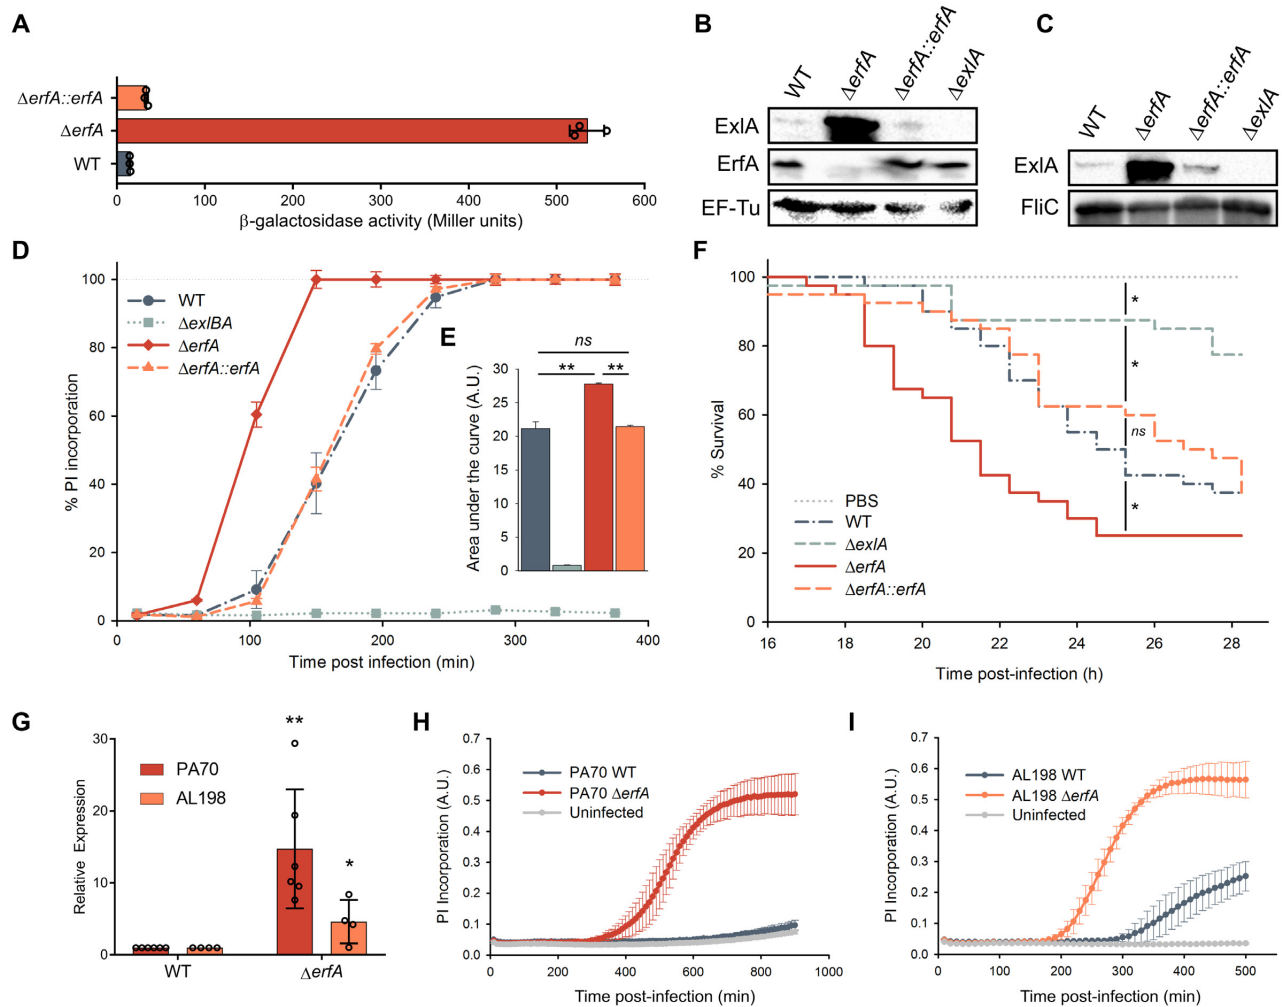 A
ΔerfA::erfA
ΔerfA
WT
0 100 200 300 400 500 600
β-galactosidase activity (Miller units)
B
WT ΔerfA ΔerfA::erfA ΔexlA
ExlA
ErfA
EF-Tu
C
WT ΔerfA ΔerfA::erfA ΔexlA
ExlA
FliC
D
100
80
60
40
20
0
% PI incorporation
WT
ΔexlBA
ΔerfA
ΔerfA::erfA
0 100 200 300 400
Time post infection (min)
E
ns
** **
30
25
20
15
10
5
0
Area under the curve (A.U.)
F
100
80
60
40
20
0
% Survival
*
*
ns
*
PBS
WT
ΔexlA
ΔerfA
ΔerfA::erfA
16 18 20 22 24 26 28
Time post-infection (h)
G
30
20
10
0
Relative Expression
PA70
AL198
**
*
WT ΔerfA
H
0.7
0.6
0.5
0.4
0.3
0.2
0.1
0.0
PI Incorporation (A.U.)
PA70 WT
PA70 ΔerfA
Uninfected
0 200 400 600 800 1000
Time post-infection (min)
I
0.7
0.6
0.5
0.4
0.3
0.2
0.1
0.0
PI Incorporation (A.U.)
AL198 WT
AL198 ΔerfA
Uninfected
0 100 200 300 400 500
Time post-infection (min)